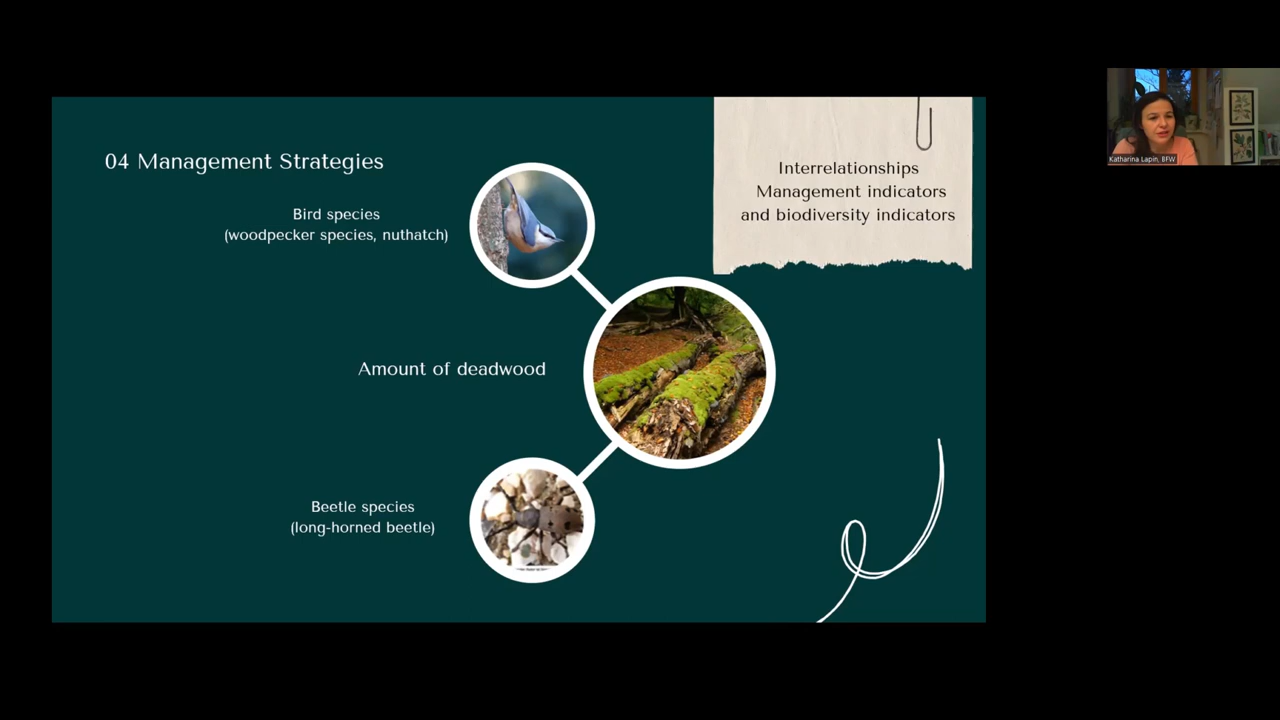 04 Management Strategies
Bird species
(woodpecker species, nuthatch)
Amount of deadwood
Beetle species
(long-horned beetle)
Interrelationships
Management indicators
and biodiversity indicators
Katharina Lapin, BFW